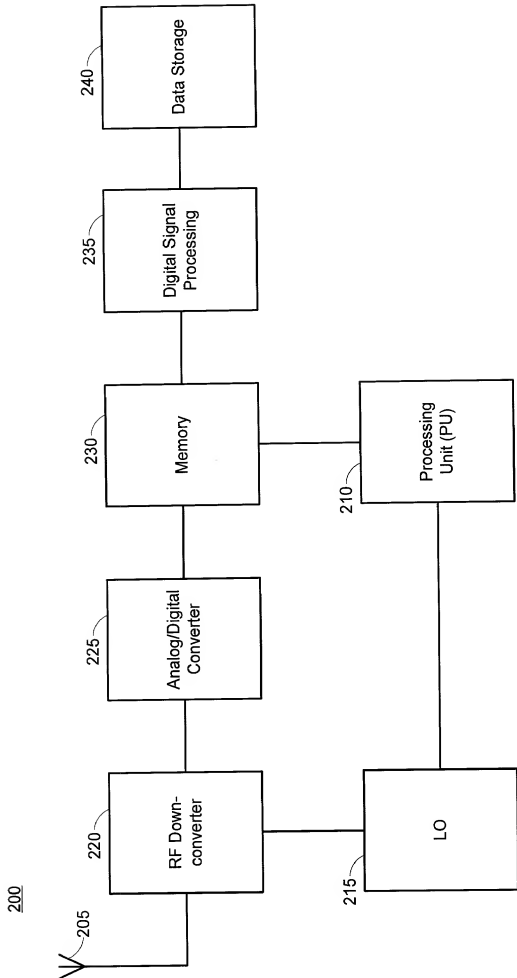 200
205
220
RF Down-
converter
225
Analog/Digital
Converter
230
Memory
235
Digital Signal
Processing
240
Data Storage
215
LO
210
Processing
Unit (PU)